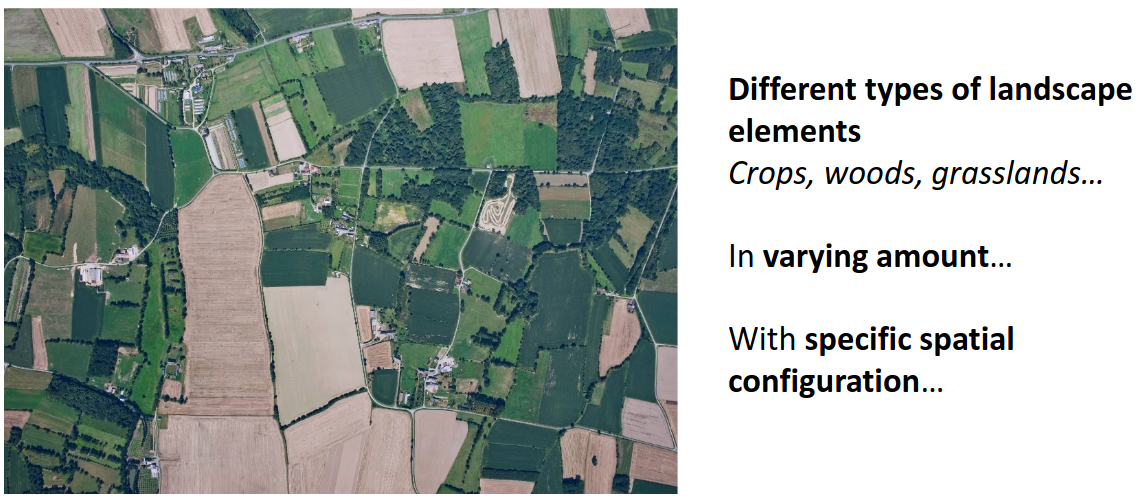 Different types of landscape
elements
Crops, woods, grasslands…
In varying amount…
With specific spatial
configuration…